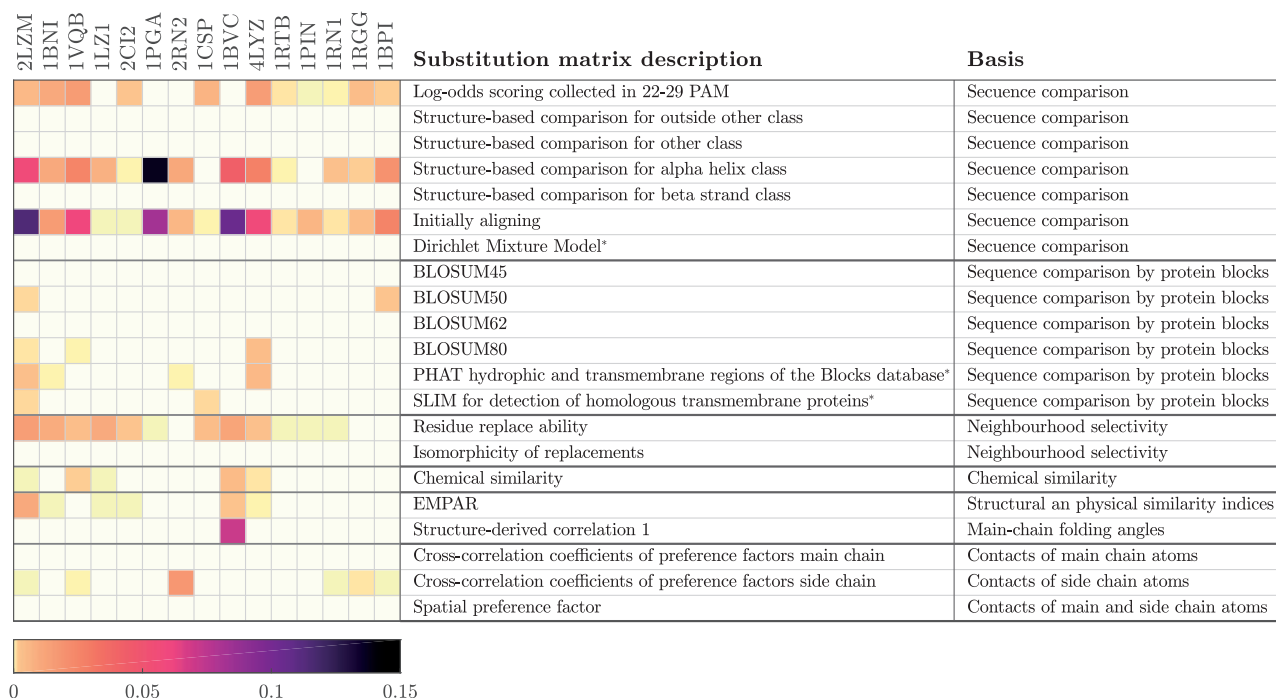 2LZM 1BNI 1VQB 1LZ1 2CI2 1PGA 2RN2 1CSP 1BVC 4LYZ 1RTB 1PIN 1RN1 1RGG 1BPI
Substitution matrix description Basis
Log-odds scoring collected in 22-29 PAM Secuence comparison
Structure-based comparison for outside other class Secuence comparison
Structure-based comparison for other class Secuence comparison
Structure-based comparison for alpha helix class Secuence comparison
Structure-based comparison for beta strand class Secuence comparison
Initially aligning Secuence comparison
Dirichlet Mixture Model* Secuence comparison
BLOSUM45 Sequence comparison by protein blocks
BLOSUM50 Sequence comparison by protein blocks
BLOSUM62 Sequence comparison by protein blocks
BLOSUM80 Sequence comparison by protein blocks
PHAT hydrophic and transmembrane regions of the Blocks database* Sequence comparison by protein blocks
SLIM for detection of homologous transmembrane proteins* Sequence comparison by protein blocks
Residue replace ability Neighbourhood selectivity
Isomorphicity of replacements Neighbourhood selectivity
Chemical similarity Chemical similarity
EMPAR Structural an physical similarity indices
Structure-derived correlation 1 Main-chain folding angles
Cross-correlation coefficients of preference factors main chain Contacts of main chain atoms
Cross-correlation coefficients of preference factors side chain Contacts of side chain atoms
Spatial preference factor Contacts of main and side chain atoms
0 0.05 0.1 0.15